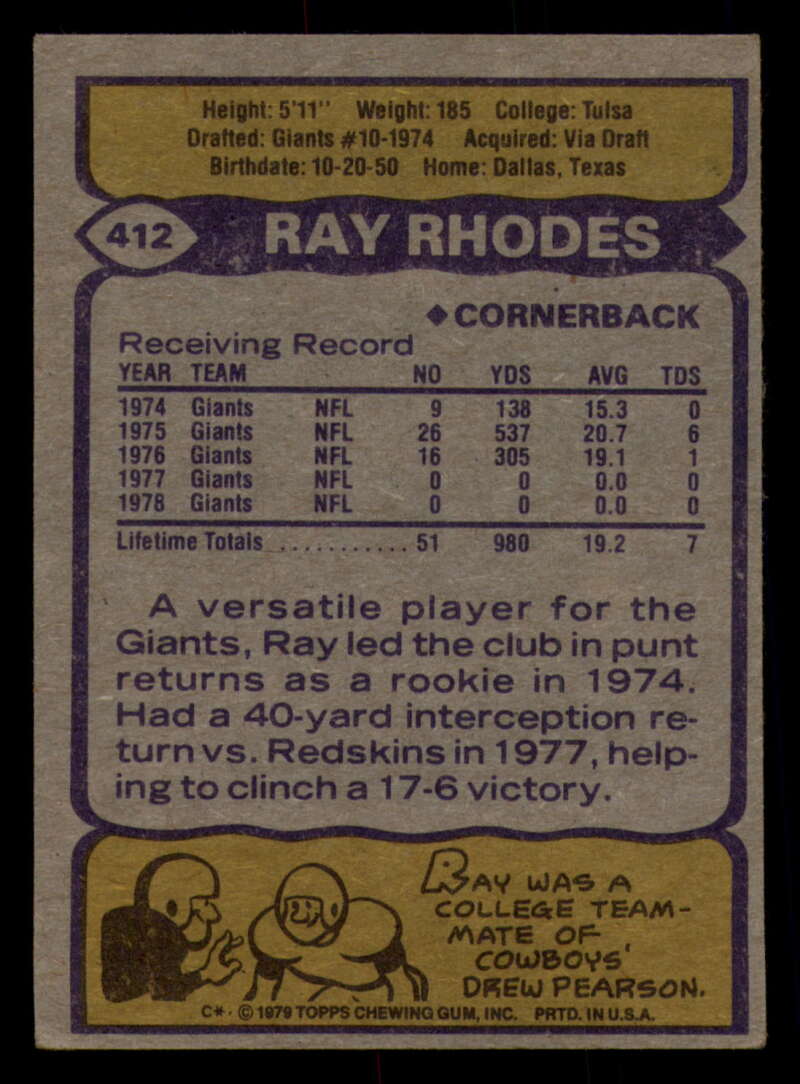 Height: 5'11" Weight: 185 College: Tulsa
Drafted: Giants #10-1974 Acquired: Via Draft
Birthdate: 10-20-50 Home: Dallas, Texas
412 RAY RHODES
◆ CORNERBACK
Receiving Record
YEAR TEAM NO YDS AVG TDS
1974 Giants NFL 9 138 15.3 0
1975 Giants NFL 26 537 20.7 6
1976 Giants NFL 16 305 19.1 1
1977 Giants NFL 0 0 0.0 0
1978 Giants NFL 0 0 0.0 0
Lifetime Totals ............ 51 980 19.2 7
A versatile player for the
Giants, Ray led the club in punt
returns as a rookie in 1974.
Had a 40-yard interception re-
turn vs. Redskins in 1977, help-
ing to clinch a 17-6 victory.
RAY WAS A
COLLEGE TEAM-
MATE OF
COWBOYS'
DREW PEARSON.
C* © 1979 TOPPS CHEWING GUM, INC. PRTD. IN U.S.A.